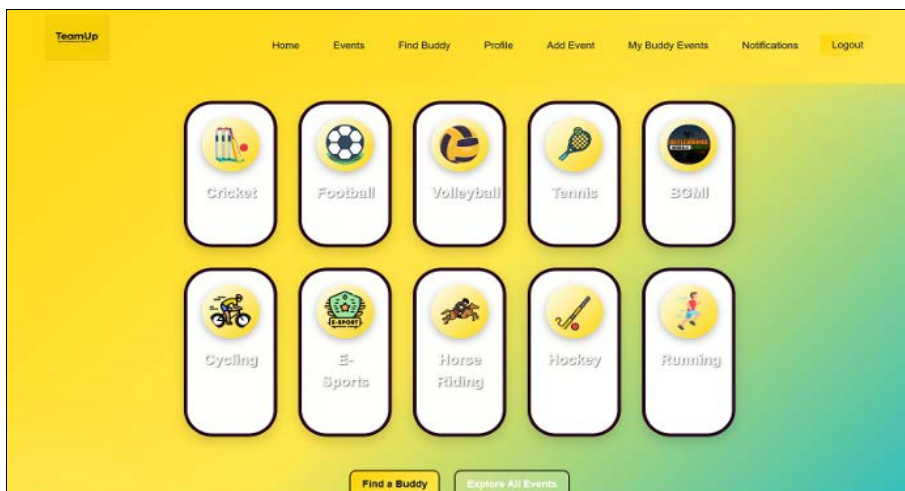 TeamUp
Home Events Find Buddy Profile Add Event My Buddy Events Notifications Logout
Cricket Football Volleyball Tennis BGMI
Cycling E-
Sports Horse
Riding Hockey Running
E-SPORT
Find a Buddy Explore All Events